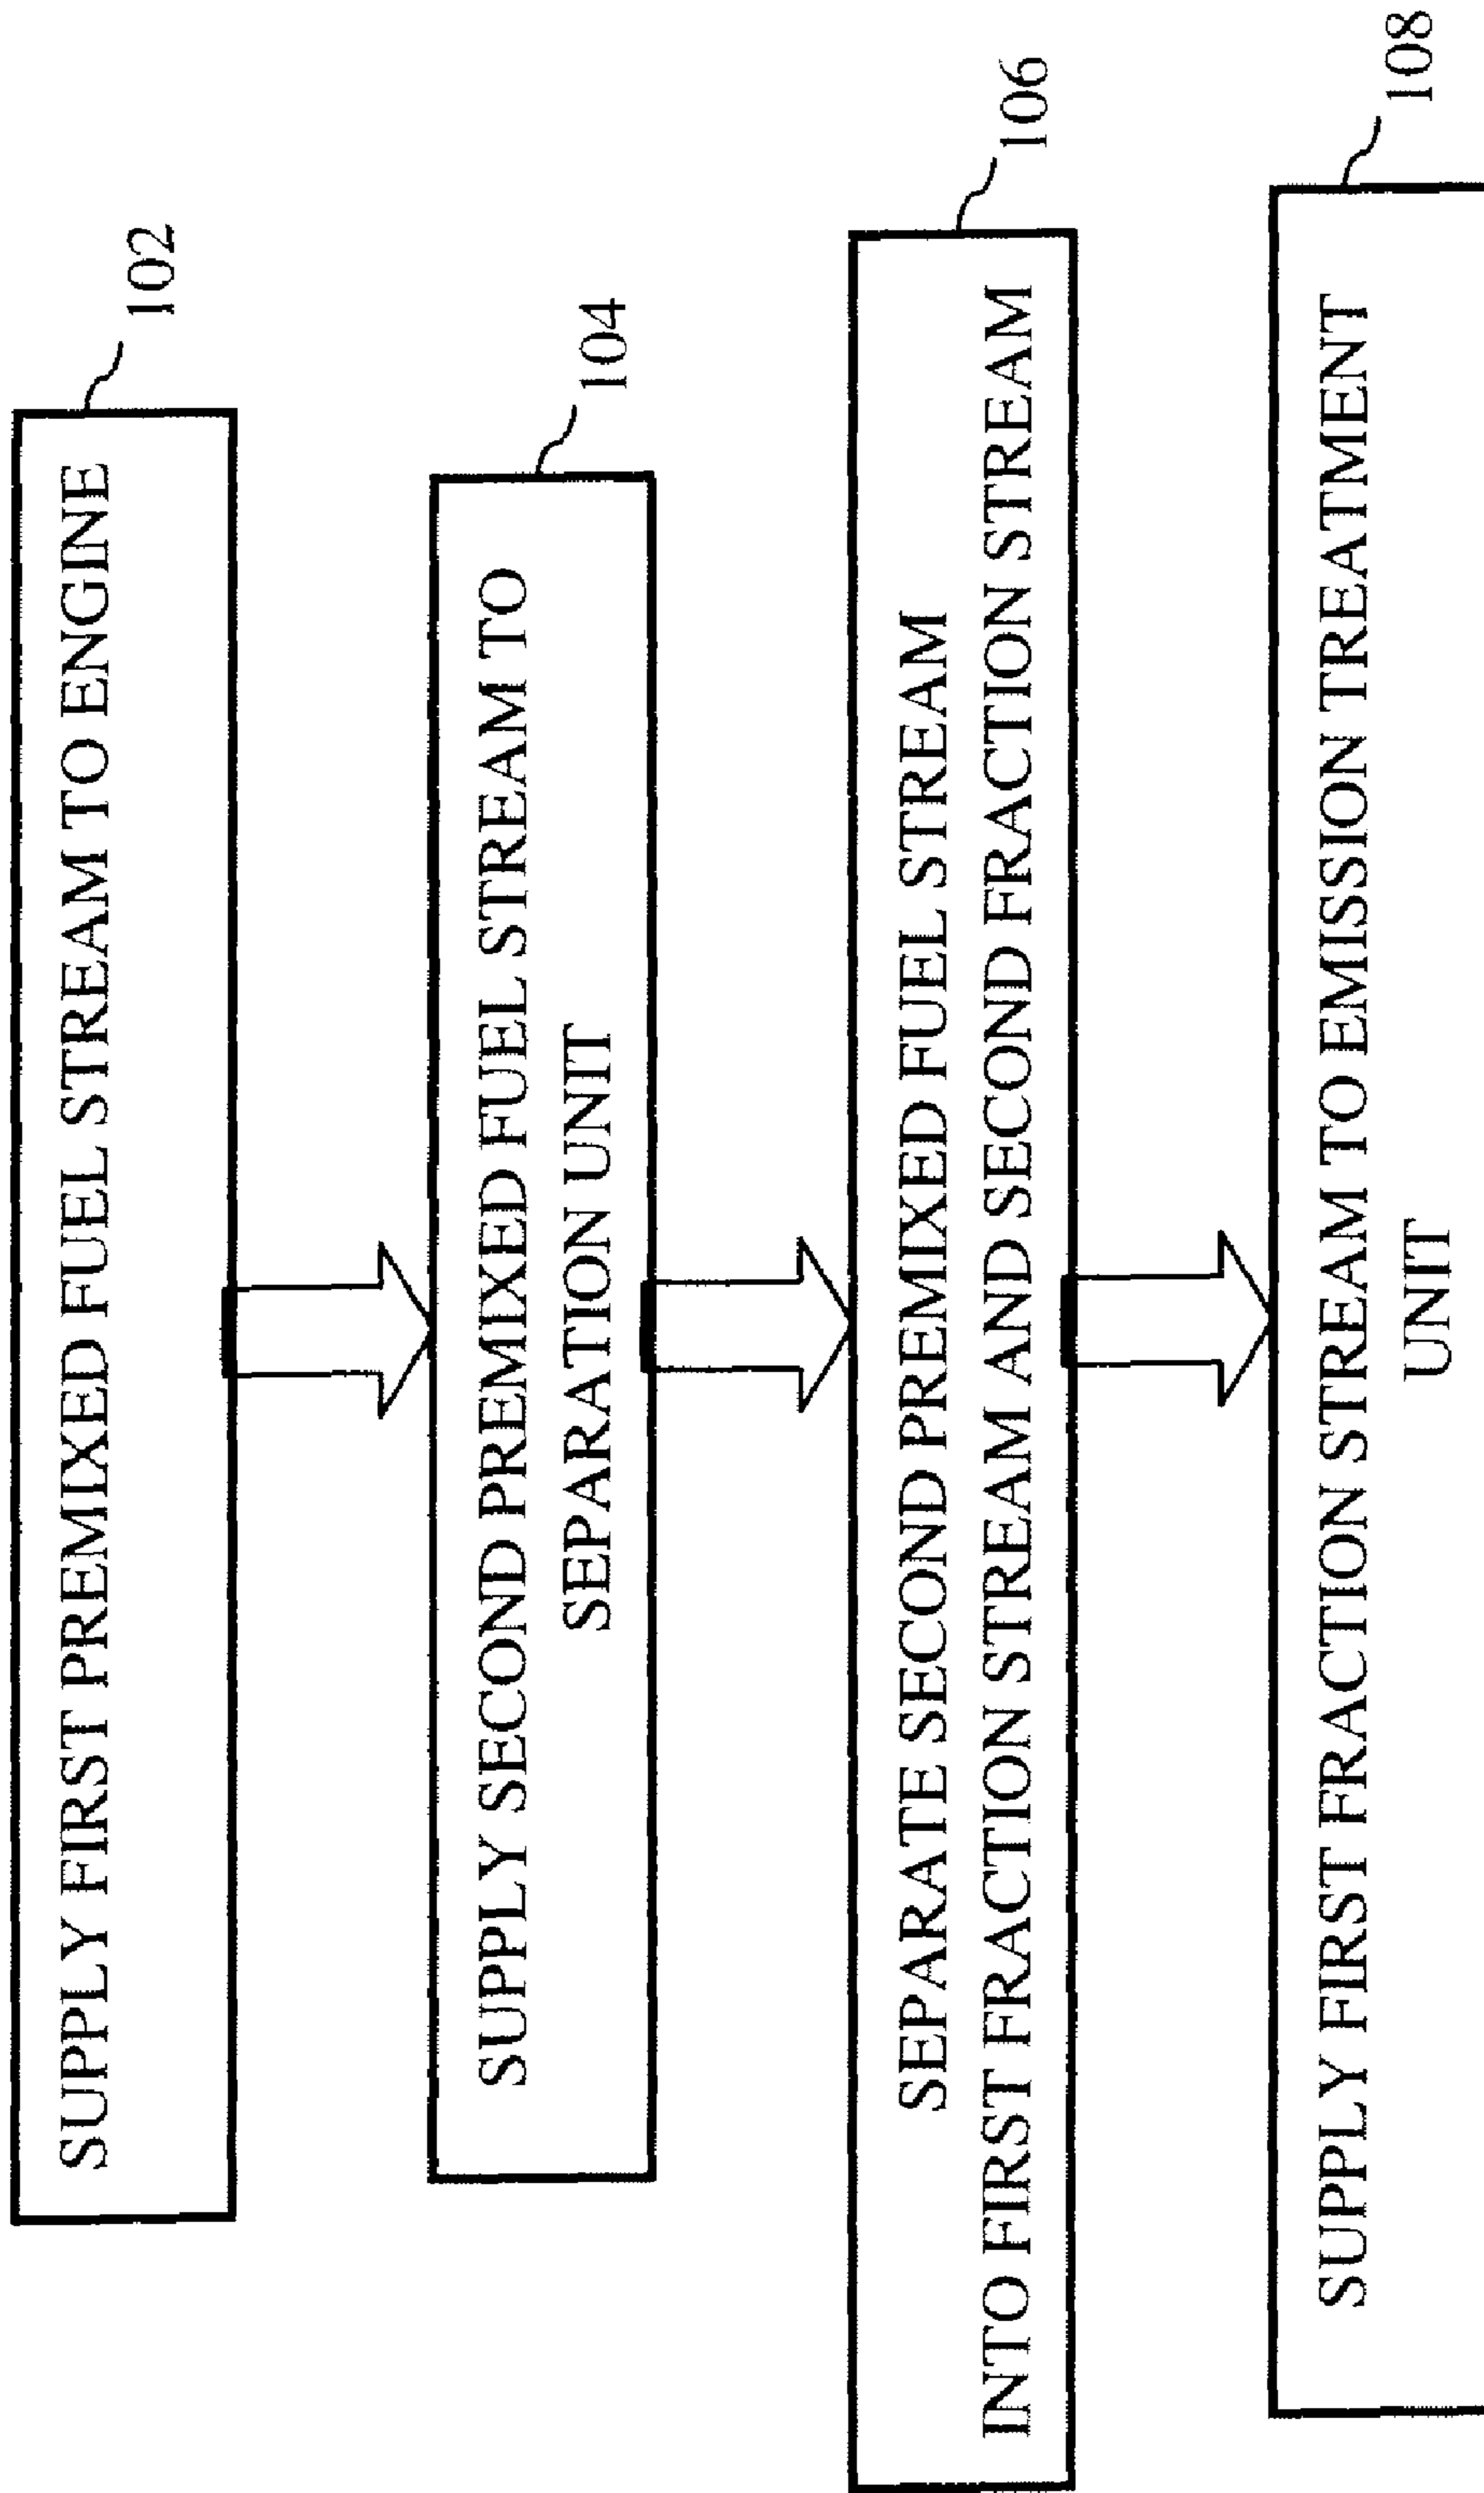 SUPPLY FIRST PREMIXED FUEL STREAM TO ENGINE
102
SUPPLY SECOND PREMIXED FUEL STREAM TO
SEPARATION UNIT
104
SEPARATE SECOND PREMIXED FUEL STREAM
INTO FIRST FRACTION STREAM AND SECOND FRACTION STREAM
106
SUPPLY FIRST FRACTION STREAM TO EMISSION TREATMENT
UNIT
108